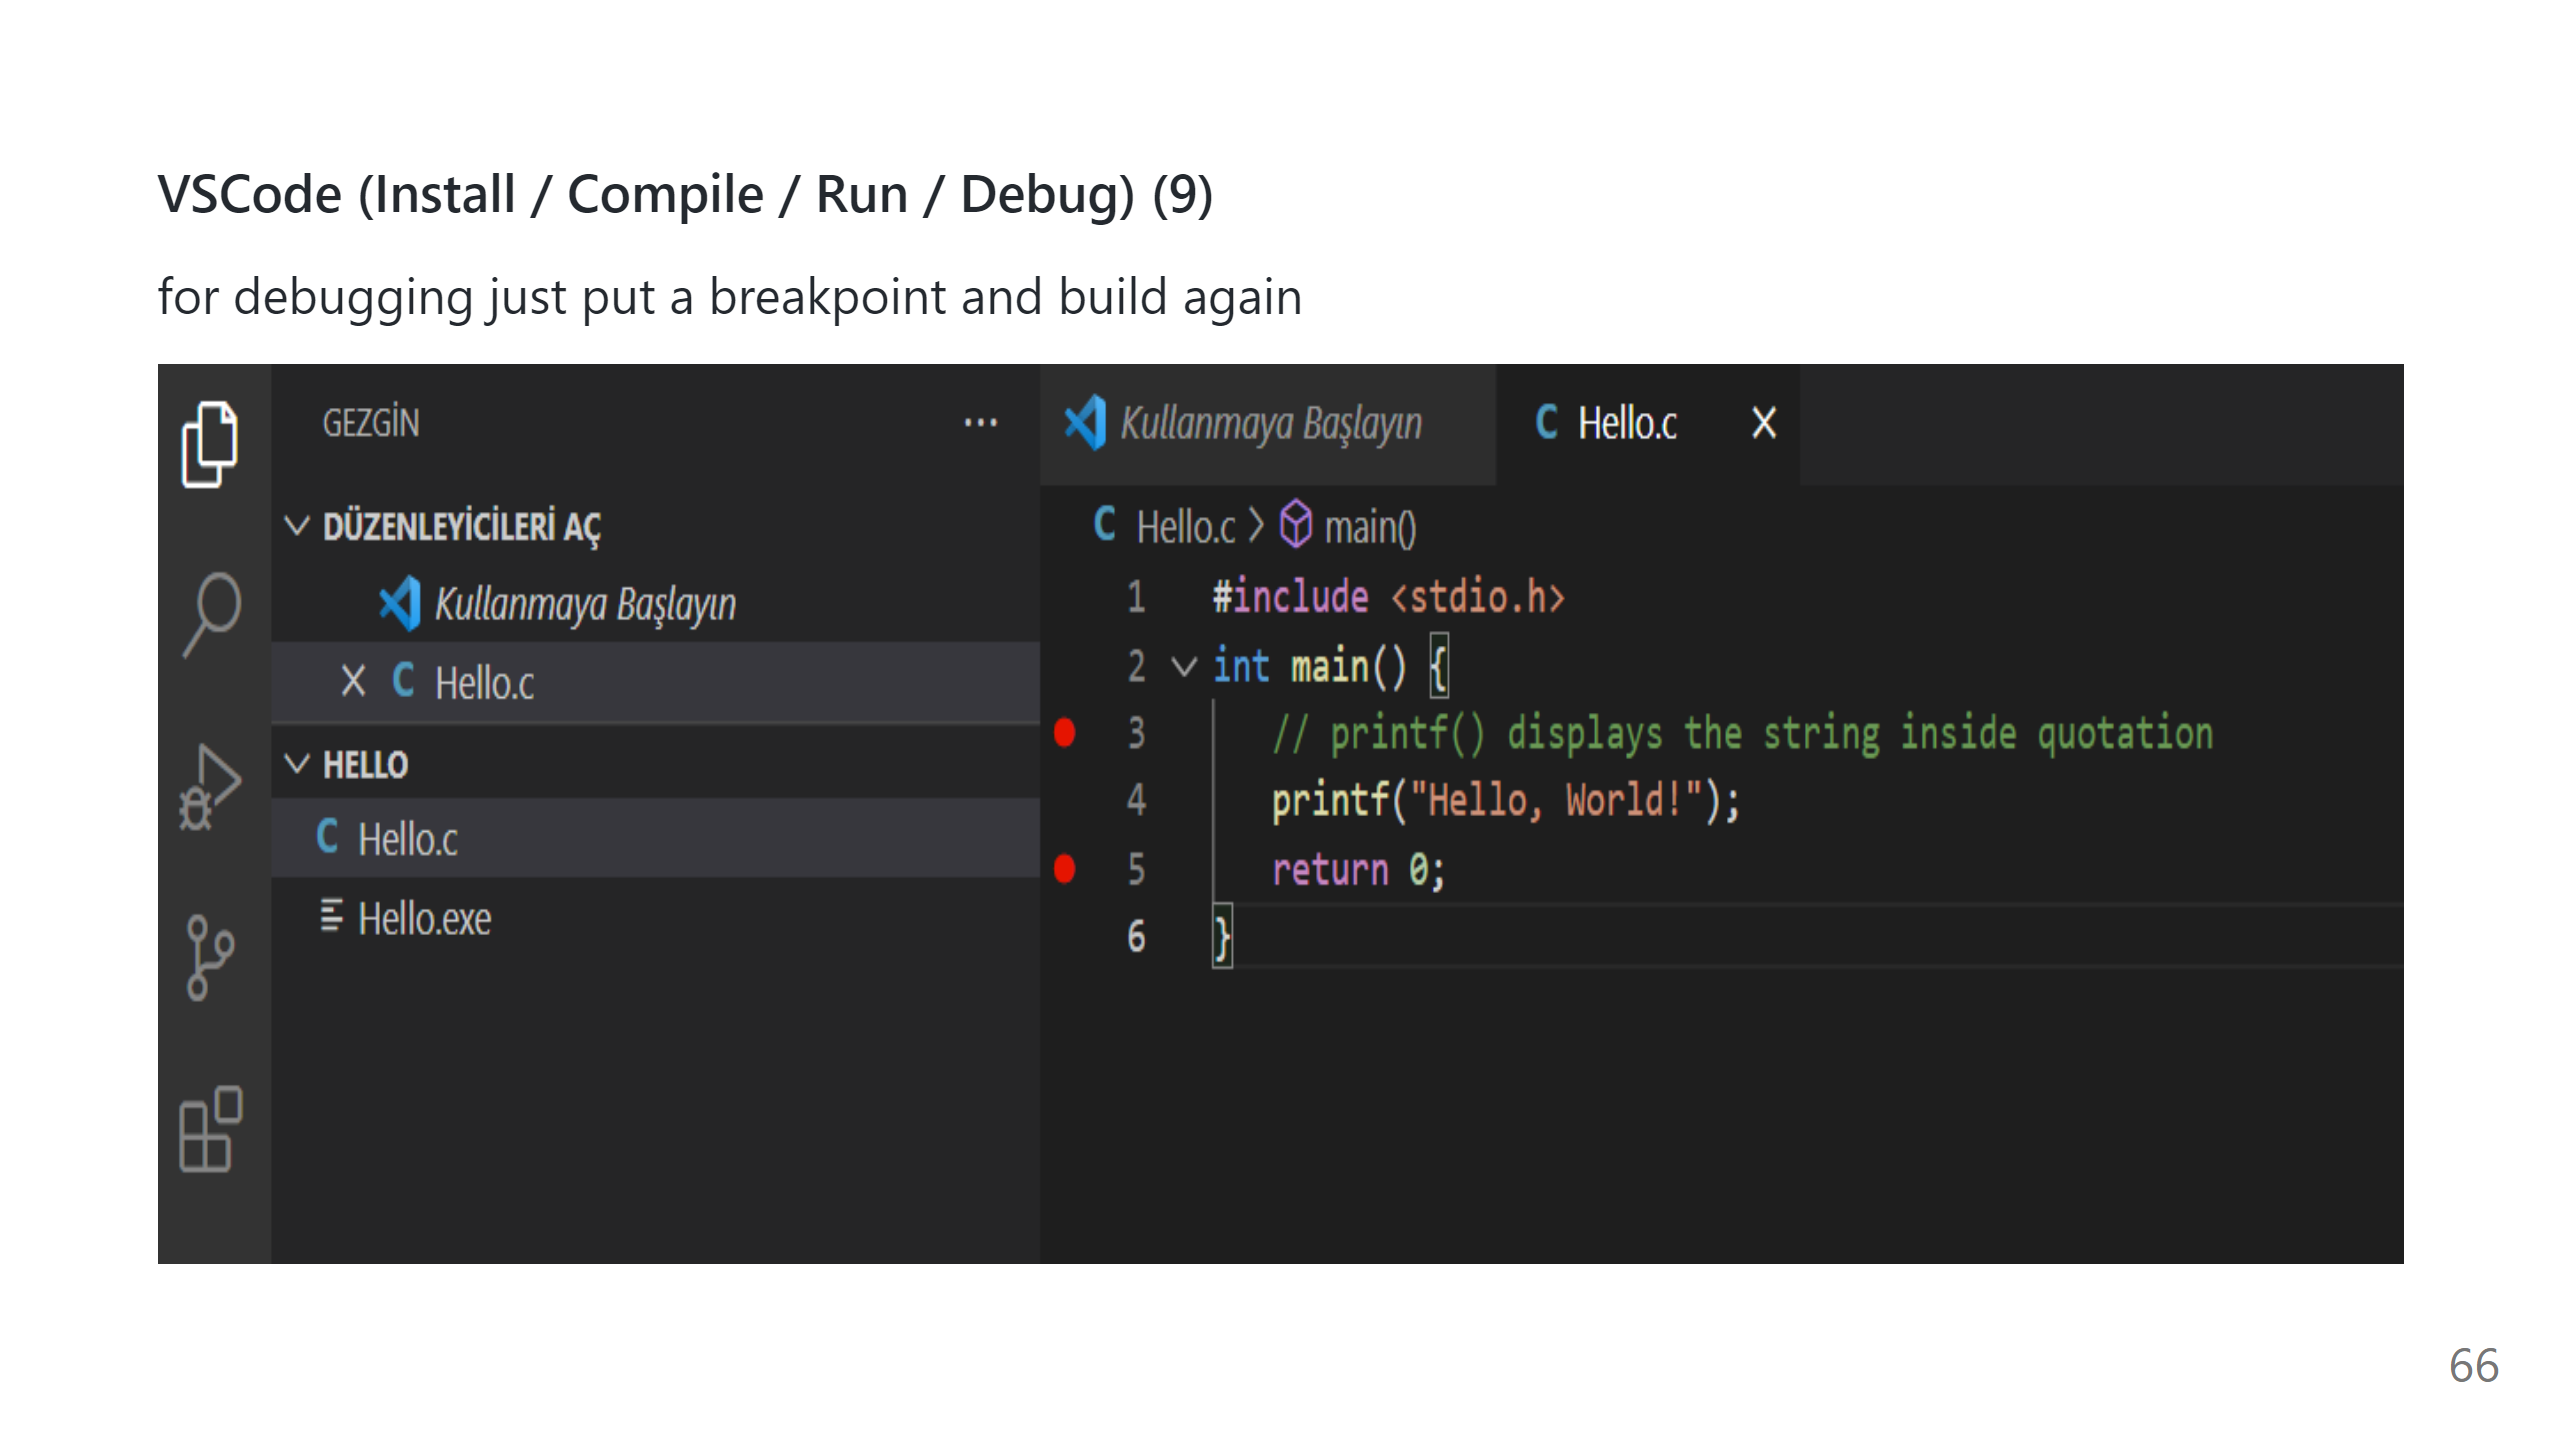 VSCode (Install / Compile / Run / Debug) (9)
for debugging just put a breakpoint and build again
GEZGİN
DÜZENLEYİCİLERİ AÇ
Kullanmaya Başlayın
Hello.c
HELLO
Hello.c
Hello.exe
Kullanmaya Başlayın
Hello.c
Hello.c > main()
1 #include <stdio.h>
2 int main() {
3 // printf() displays the string inside quotation
4 printf("Hello, World!");
5 return 0;
6 }
66